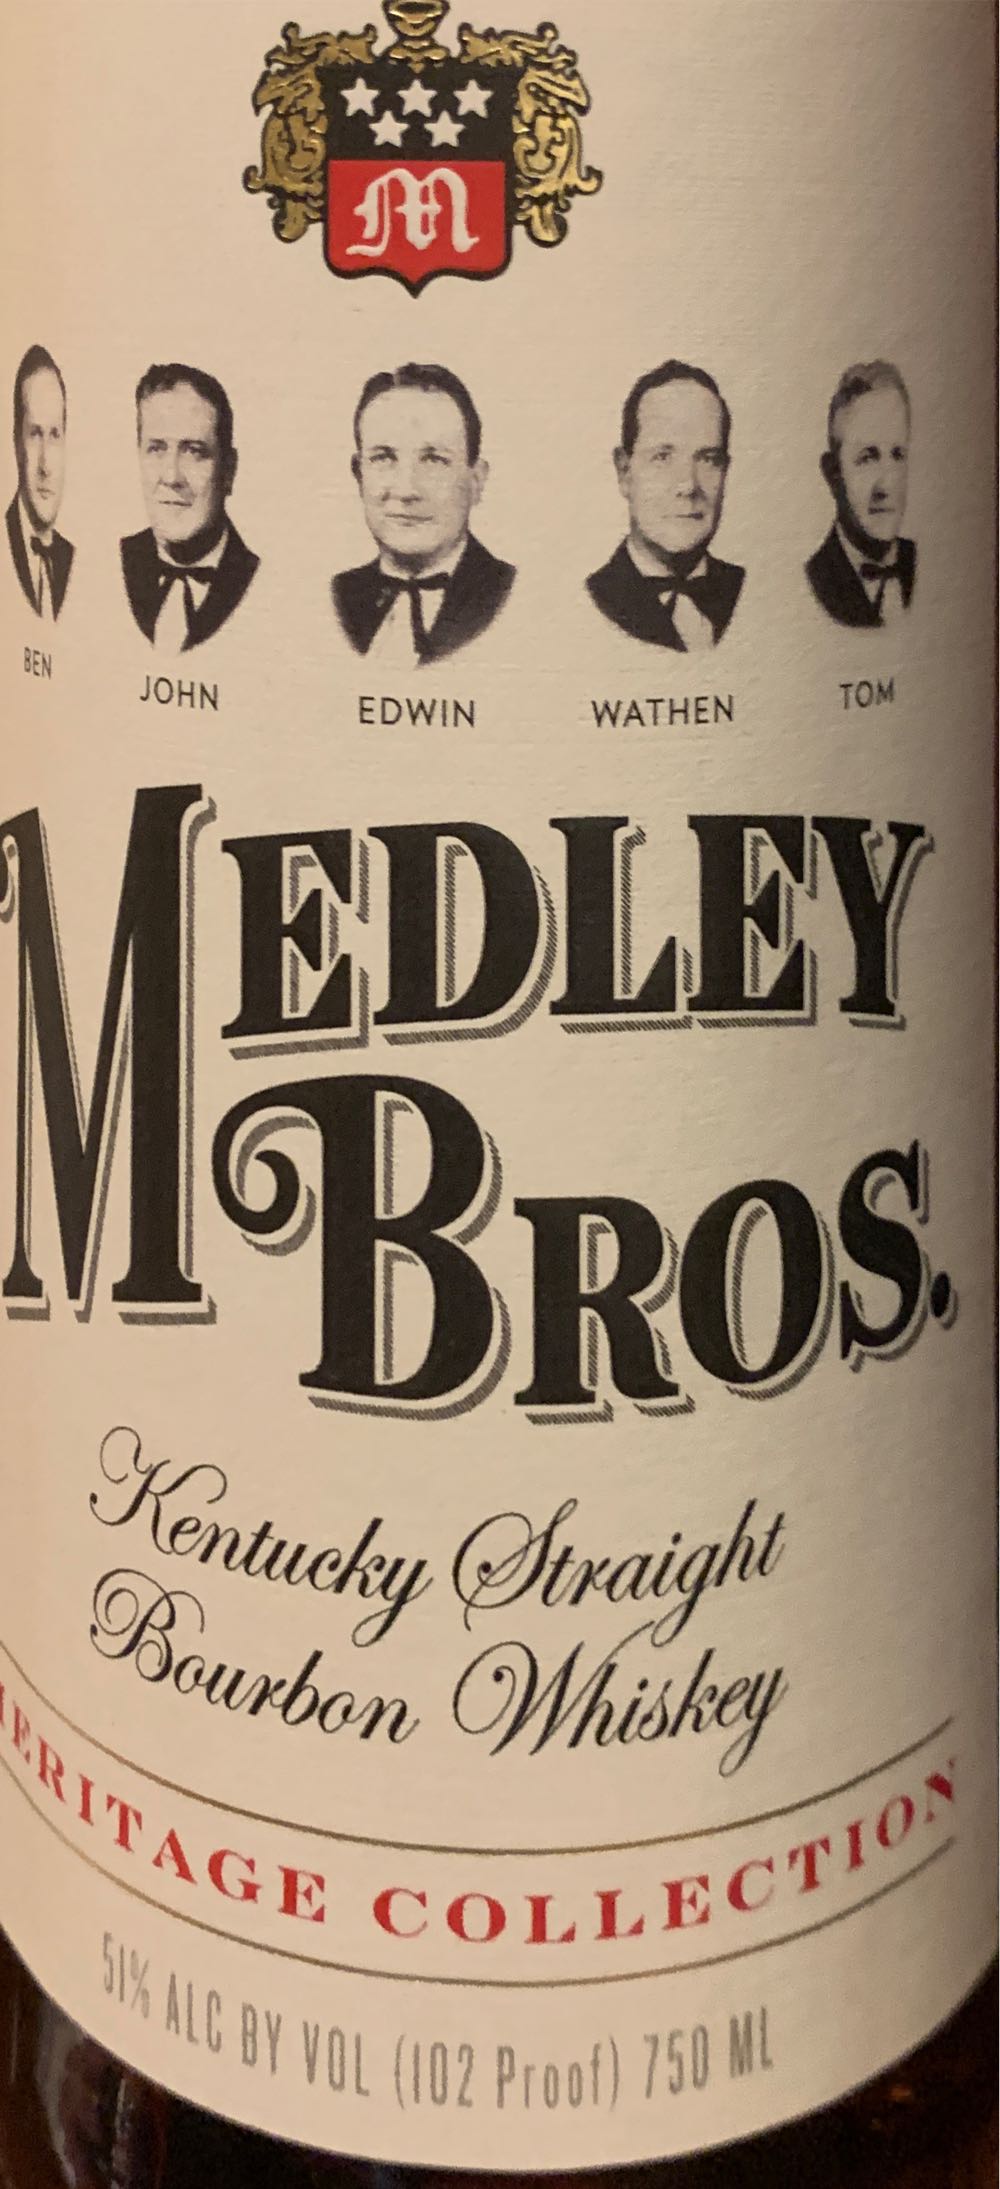 M
BEN JOHN EDWIN WATHEN TOM
MEDLEY
BROS.
Kentucky Straight
Bourbon Whiskey
HERITAGE COLLECTION
51% ALC BY VOL (102 Proof) 750 ML